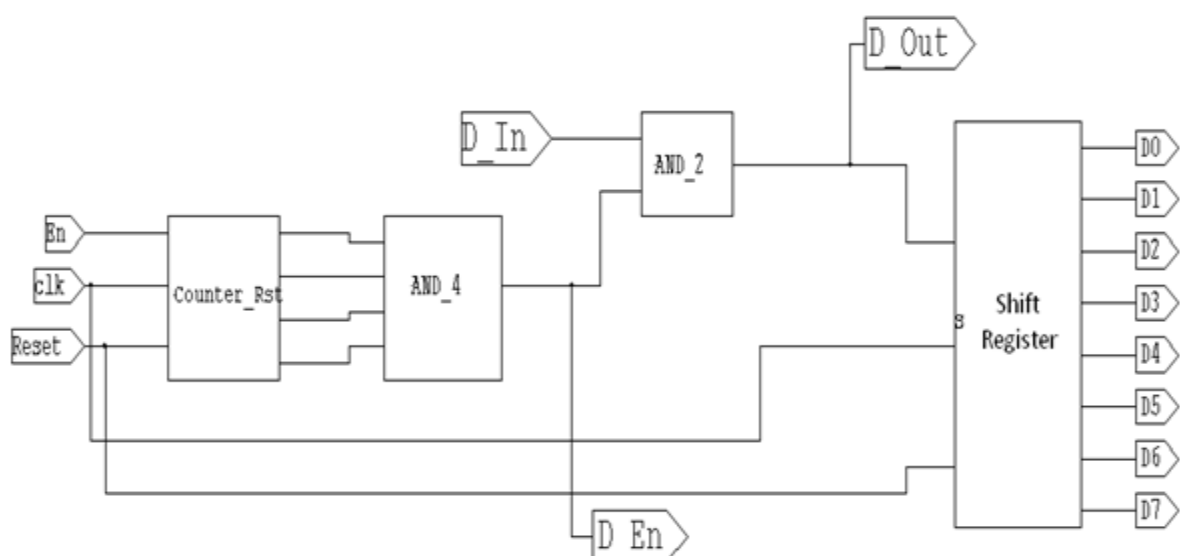 D_Out
D_In
AND_2
D0
D1
En
Counter_Rst
AND_4
D2
clk
Shift
Register
S
D3
Reset
D4
D5
D6
D7
D_En